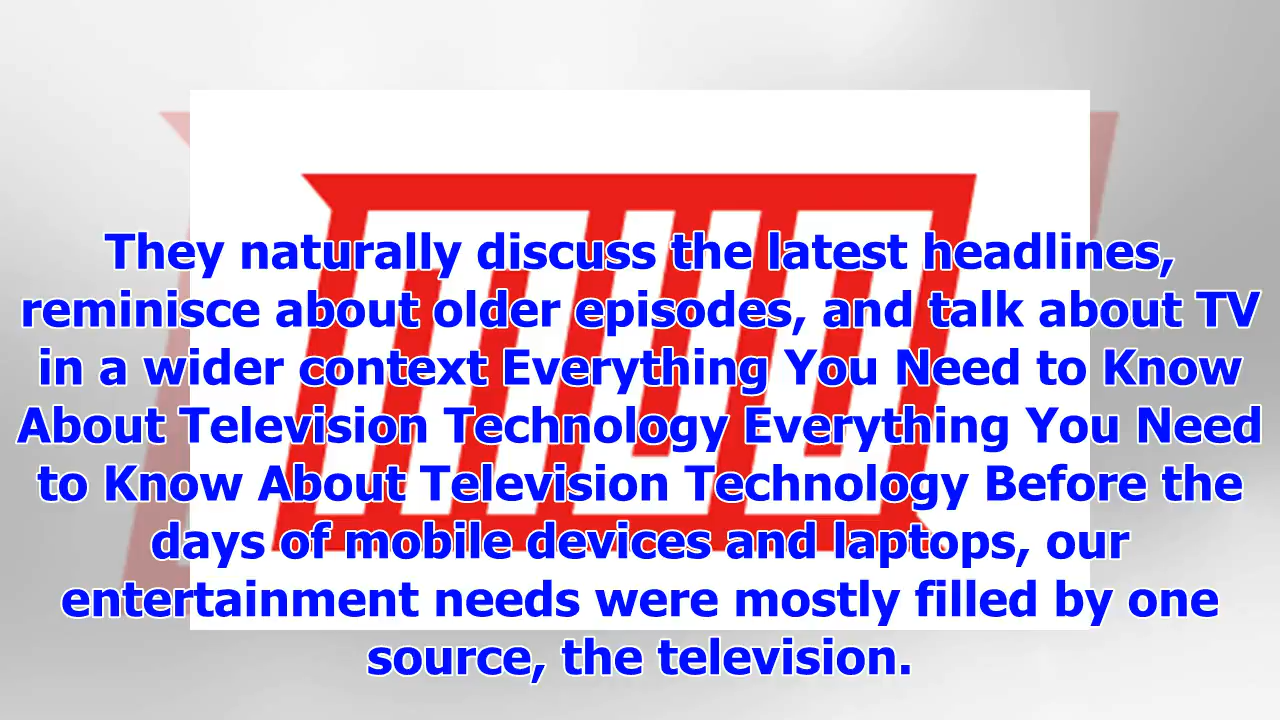 They naturally discuss the latest headlines,
reminisce about older episodes, and talk about TV
in a wider context Everything You Need to Know
About Television Technology Everything You Need
to Know About Television Technology Before the
days of mobile devices and laptops, our
entertainment needs were mostly filled by one
source, the television.